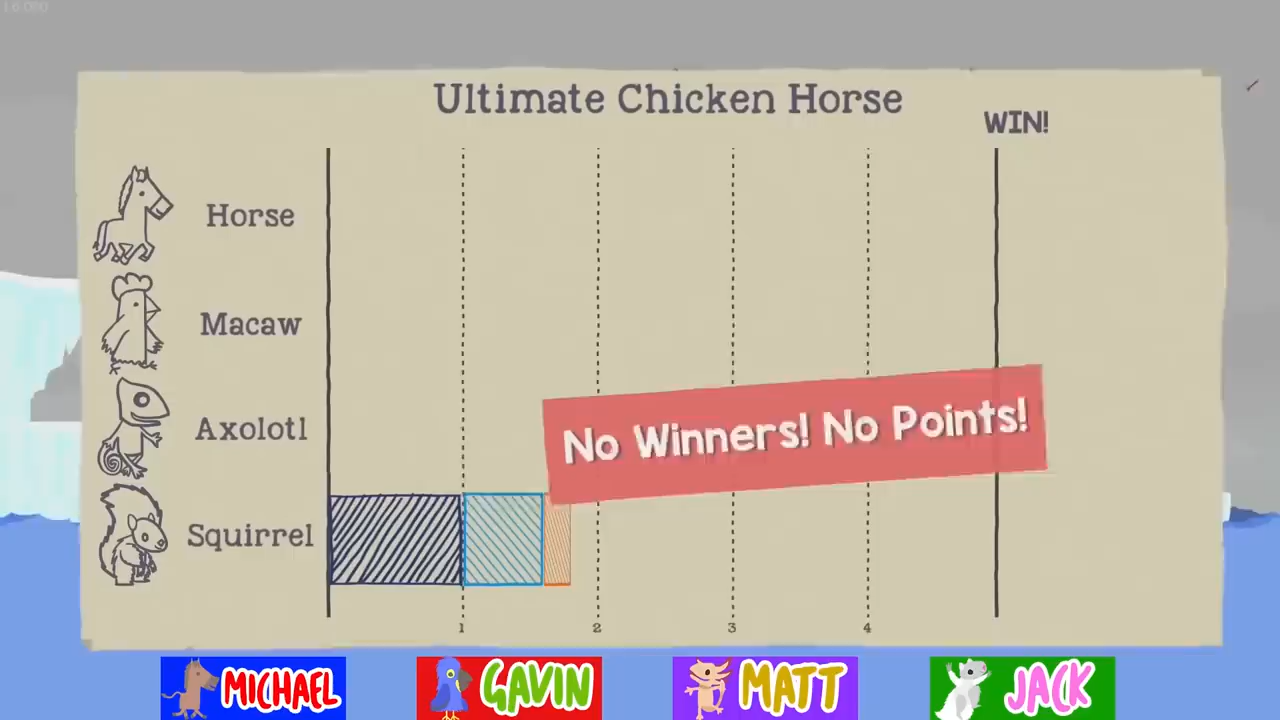 Ultimate Chicken Horse
WIN!
Horse
Macaw
Axolotl
No Winners! No Points!
Squirrel
1 2 3 4
MICHAEL GAVIN MATT JACK